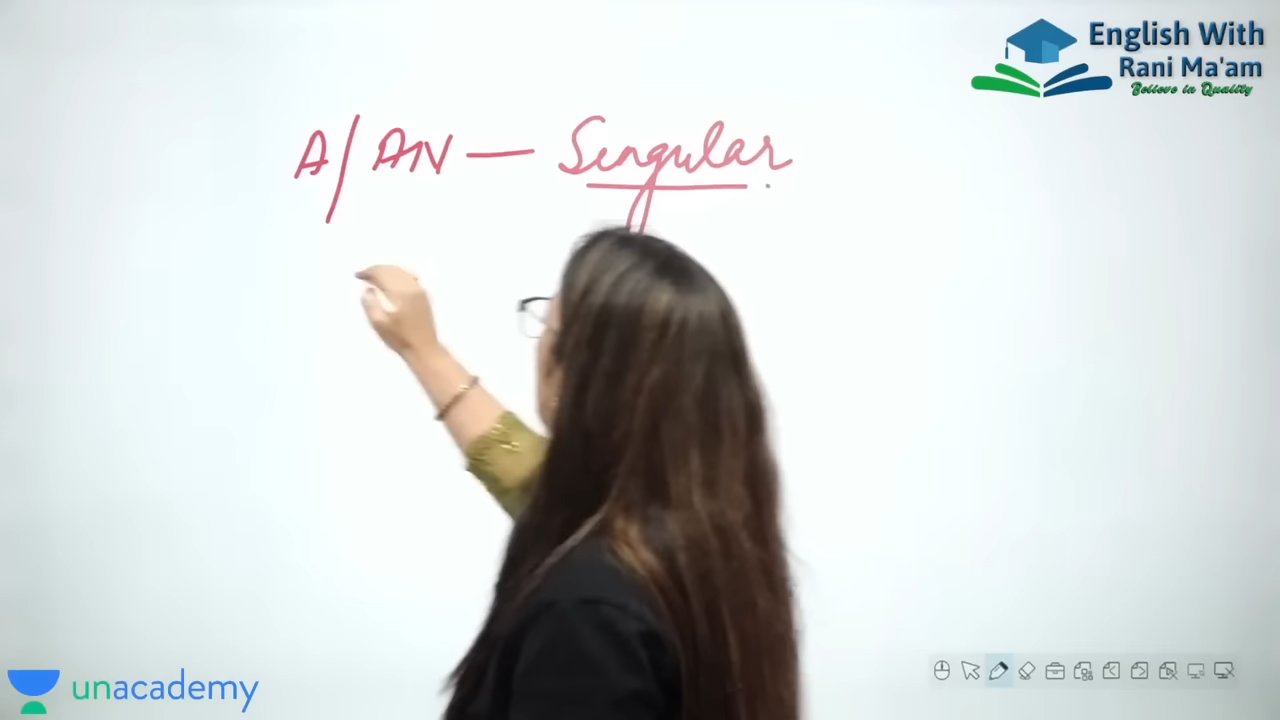 English With
Rani Ma'am
Believe in Quality
A/AN — Singular
unacademy